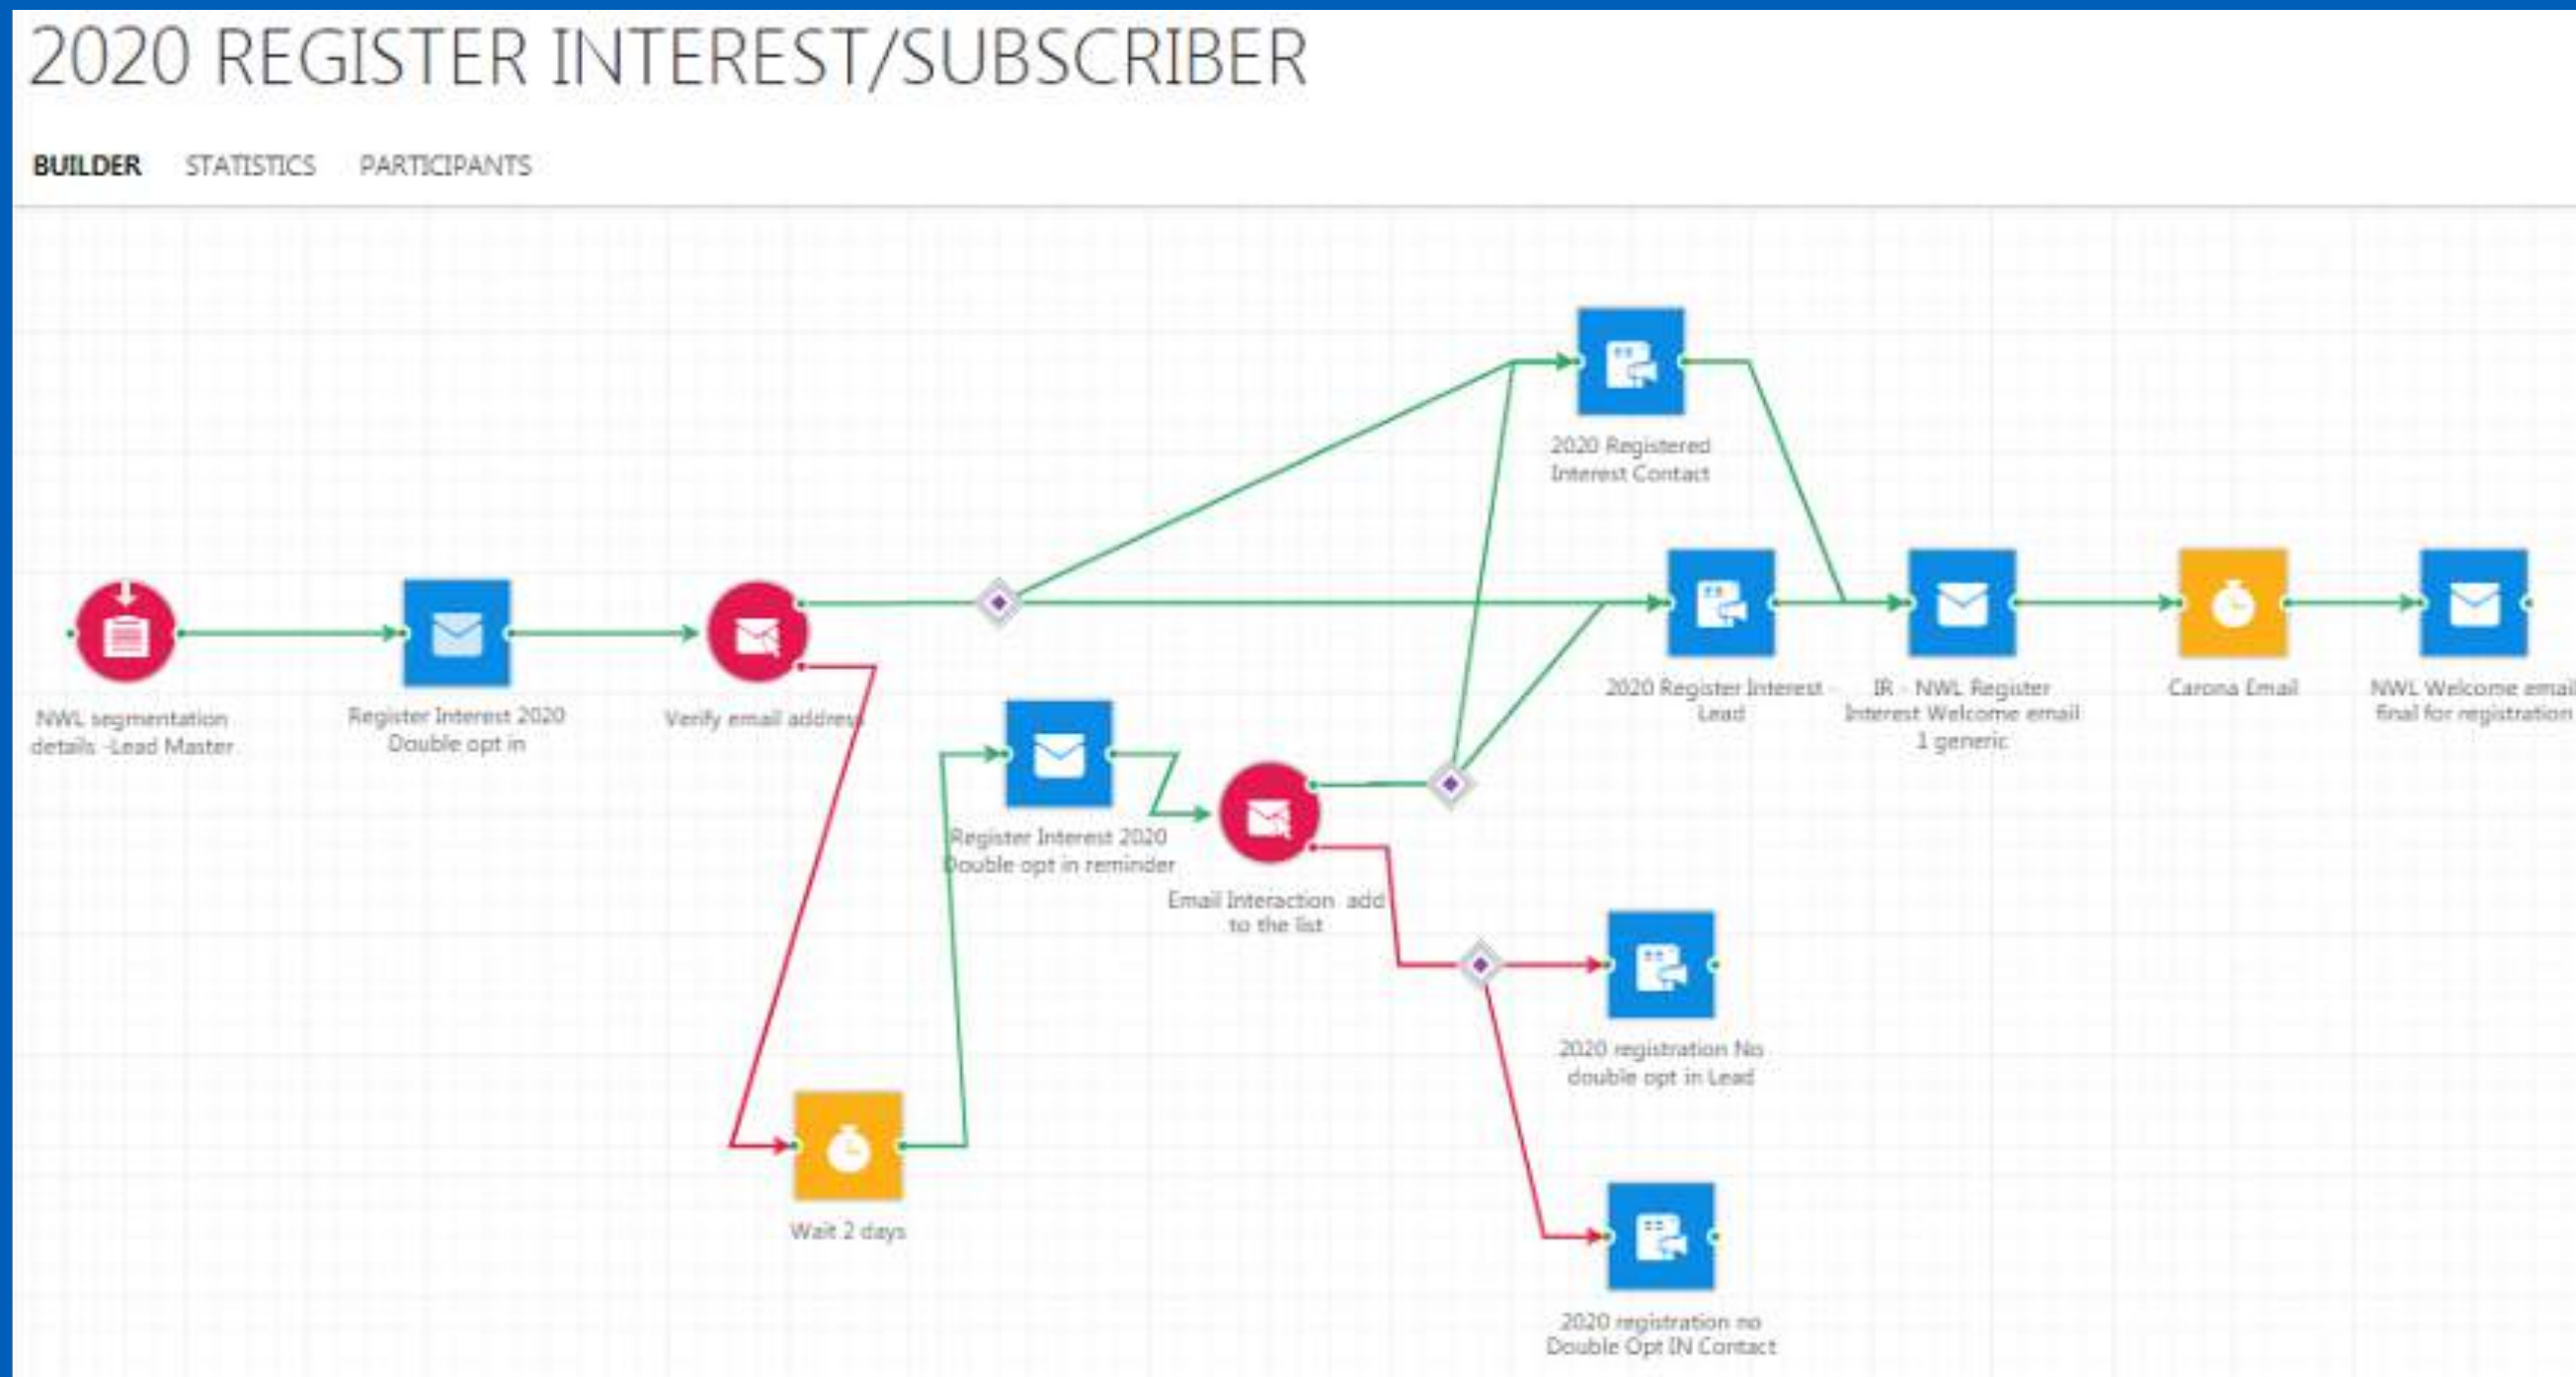 2020 REGISTER INTEREST/SUBSCRIBER
BUILDER STATISTICS PARTICIPANTS
2020 Registered
Interest Contact
NWL segmentation
details -Lead Master
Register Interest 2020
Double opt in
Verify email address
2020 Register Interest -
Lead
IR - NWL Register
Interest Welcome email
1 generic
Carona Email
NWL Welcome email
final for registration
Register Interest 2020
Double opt in reminder
Email Interaction add
to the list
2020 registration No
double opt in Lead
Wait 2 days
2020 registration no
Double Opt IN Contact